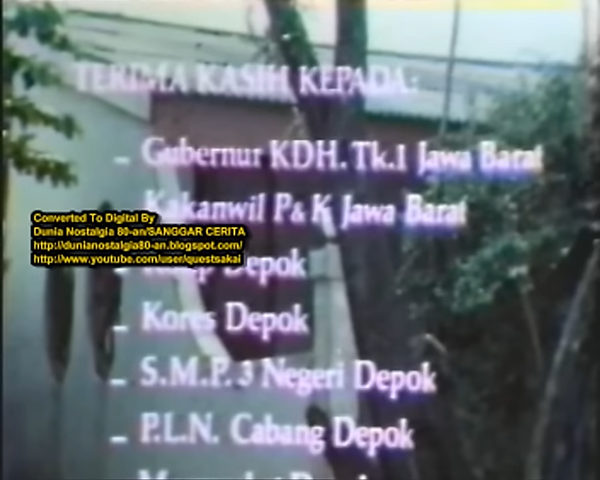 TERIMA KASIH KEPADA:
– Gubernur KDH. Tk.I Jawa Barat
Kakanwil P & K Jawa Barat
Depok
– Kores Depok
– S.M.P. 3 Negeri Depok
– P.L.N. Cabang Depok
Converted To Digital By
Dunia Nostalgia 80-an/SANGGAR CERITA
http://dunianostalgia80-an.blogspot.com/
http://www.youtube.com/user/questsakai